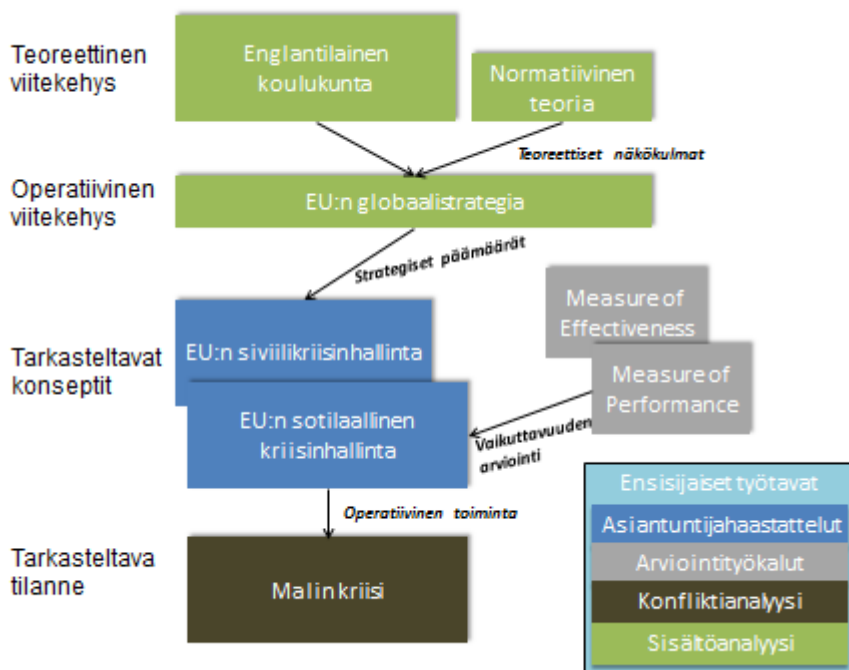 Teoreettinen
viitekehys
Englantilainen
koulukunta
Normatiivinen
teoria
Teoreettiset näkökulmat
Operatiivinen
viitekehys
EU:n globaalistrategia
Strategiset päämäärät
Measure of
Effectiveness
Tarkasteltavat
konseptit
EU:n siviilikriisinhallinta
Measure of
Performance
EU:n sotilaallinen
kriisinhallinta
Vaikuttavuuden
arviointi
Operatiivinen toiminta
Tarkasteltava
tilanne
Malin kriisi
Ensisijaiset työtavat
Asiantuntijahaastattelut
Arviointityökalut
Konfliktianalyysi
Sisältöanalyysi